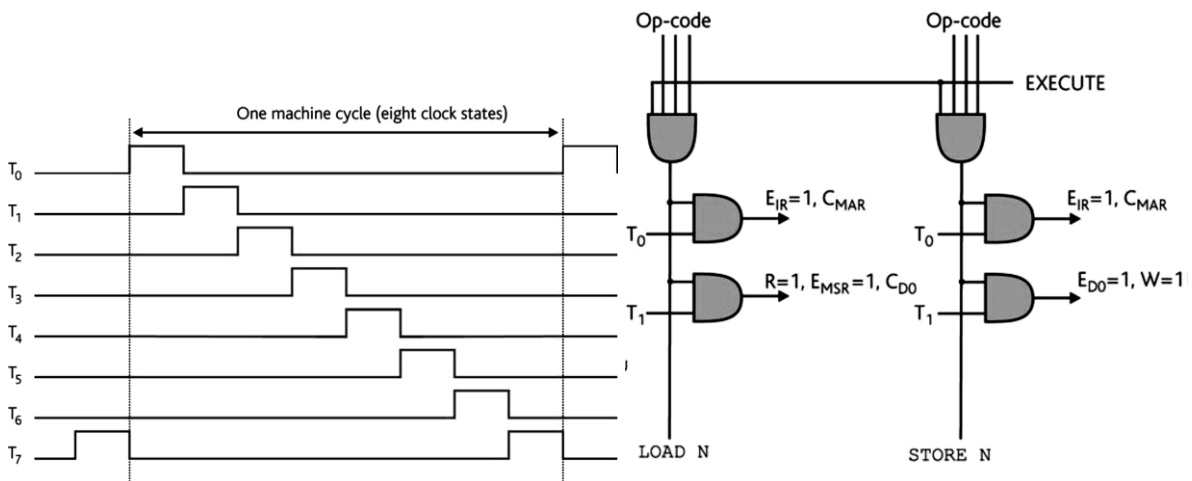 One machine cycle (eight clock states)
T0
T1
T2
T3
T4
T5
T6
T7
Op-code
Op-code
EXECUTE
EIR=1, CMAR
T0
R=1, EMSR=1, CD0
T1
LOAD N
EIR=1, CMAR
T0
ED0=1, W=1
T1
STORE N